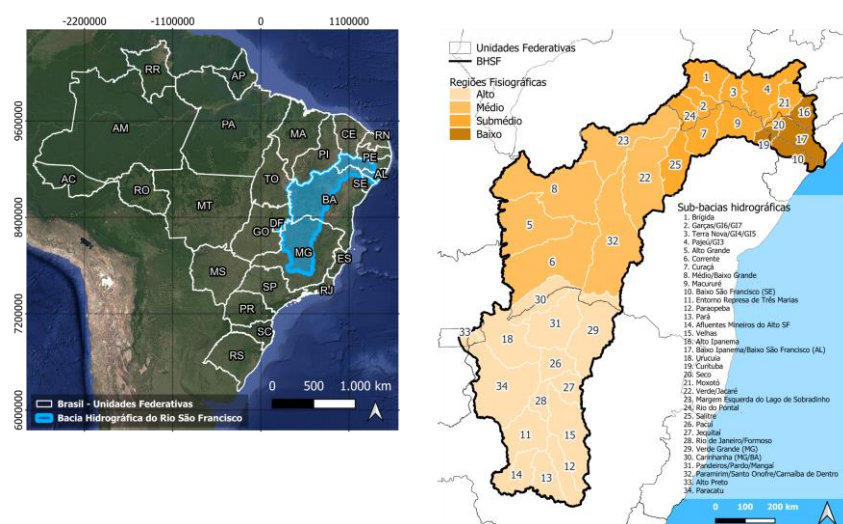 -2200000 -1100000 0 1100000
9600000
8400000
7200000
6000000
RR
AP
AM
PA
MA
CE
RN
PI
PE
AL
SE
AC
RO
TO
BA
MT
DF
GO
MG
ES
MS
SP
RJ
PR
SC
RS
0 500 1.000 km
Brasil - Unidades Federativas
Bacia Hidrográfica do Rio São Francisco
Unidades Federativas
BHSF
Regiões Fisiográficas
Alto
Médio
Submédio
Baixo
1
3
4
2
21
16
24
7
9
20
17
19
10
23
25
22
8
5
32
6
30
33
18
31
29
26
34
27
28
11
15
12
14
13
Sub-bacias hidrográficas
1. Brígida
2. Garças/GI6/GI7
3. Terra Nova/GI4/GI5
4. Pajeú/GI3
5. Alto Grande
6. Corrente
7. Curaçá
8. Médio/Baixo Grande
9. Macururé
10. Baixo São Francisco (SE)
11. Entorno Represa de Três Marias
12. Paraopeba
13. Pará
14. Afluentes Mineiros do Alto SF
15. Velhas
16. Alto Ipanema
17. Baixo Ipanema/Baixo São Francisco (AL)
18. Urucuia
19. Curituba
20. Seco
21. Moxotó
22. Verde/Jacaré
23. Margem Esquerda do Lago de Sobradinho
24. Rio do Pontal
25. Salitre
26. Pacuí
27. Jequitaí
28. Rio de Janeiro/Formoso
29. Verde Grande (MG)
30. Carinhanha (MG/BA)
31. Pandeiros/Pardo/Mangaí
32. Paramirim/Santo Onofre/Carnaíba de Dentro
33. Alto Preto
34. Paracatu
0 100 200 km